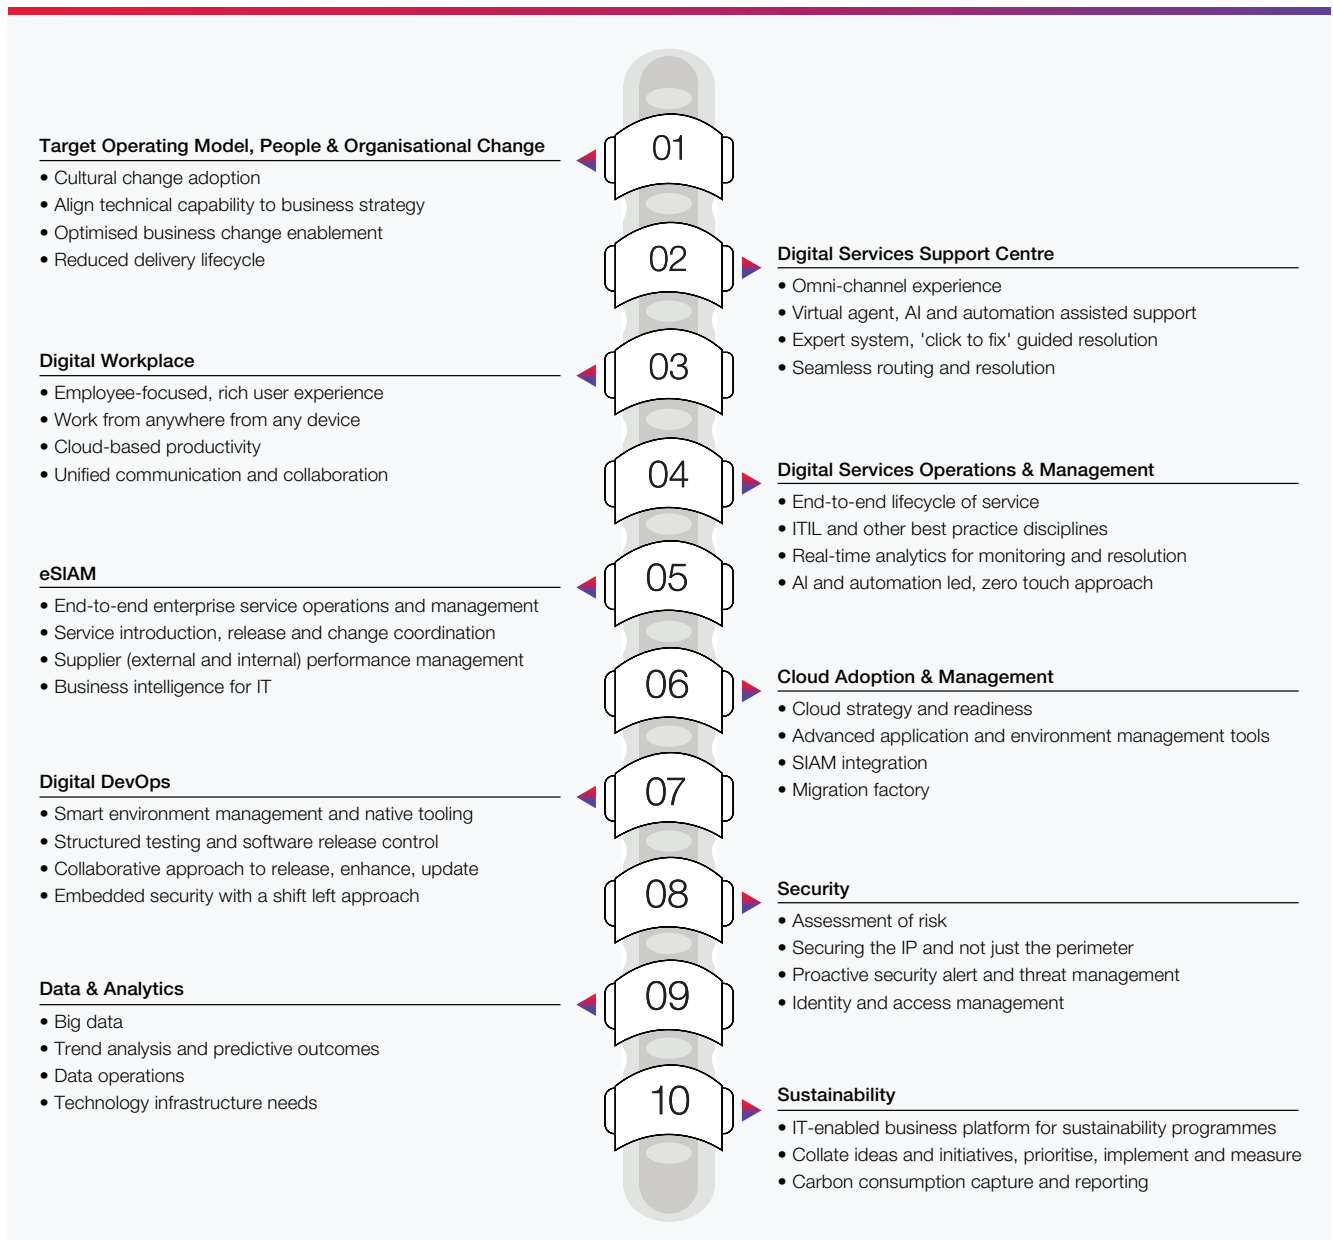 01
Target Operating Model, People & Organisational Change
• Cultural change adoption
• Align technical capability to business strategy
• Optimised business change enablement
• Reduced delivery lifecycle
02
Digital Services Support Centre
• Omni-channel experience
• Virtual agent, AI and automation assisted support
• Expert system, 'click to fix' guided resolution
• Seamless routing and resolution
03
Digital Workplace
• Employee-focused, rich user experience
• Work from anywhere from any device
• Cloud-based productivity
• Unified communication and collaboration
04
Digital Services Operations & Management
• End-to-end lifecycle of service
• ITIL and other best practice disciplines
• Real-time analytics for monitoring and resolution
• AI and automation led, zero touch approach
05
eSIAM
• End-to-end enterprise service operations and management
• Service introduction, release and change coordination
• Supplier (external and internal) performance management
• Business intelligence for IT
06
Cloud Adoption & Management
• Cloud strategy and readiness
• Advanced application and environment management tools
• SIAM integration
• Migration factory
07
Digital DevOps
• Smart environment management and native tooling
• Structured testing and software release control
• Collaborative approach to release, enhance, update
• Embedded security with a shift left approach
08
Security
• Assessment of risk
• Securing the IP and not just the perimeter
• Proactive security alert and threat management
• Identity and access management
09
Data & Analytics
• Big data
• Trend analysis and predictive outcomes
• Data operations
• Technology infrastructure needs
10
Sustainability
• IT-enabled business platform for sustainability programmes
• Collate ideas and initiatives, prioritise, implement and measure
• Carbon consumption capture and reporting